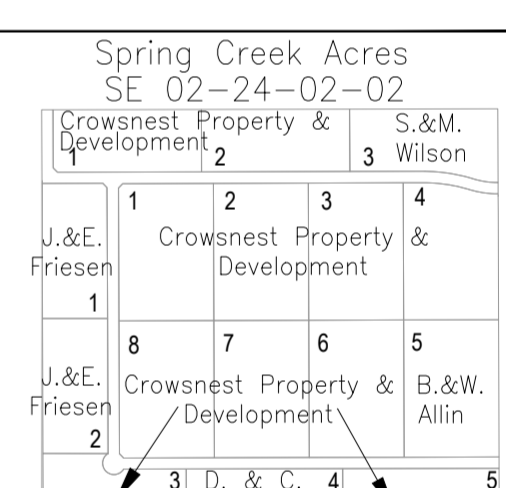 Spring Creek Acres
SE 02-24-02-02
Crowsnest Property &
Development
1
2
S.&M.
3 Wilson
J.&E.
Friesen
1
1
2
3
4
Crowsnest Property &
Development
8
7
6
5
J.&E.
Friesen
2
Crowsnest Property &
Development
B.&W.
Allin
3 D. & C. 4
5